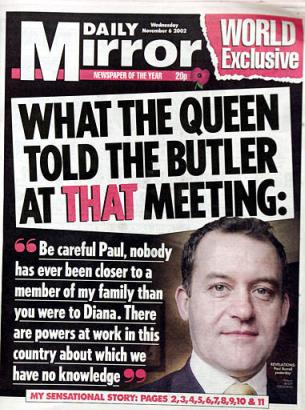 DAILY
Mirror
Wednesday
November 6 2002
NEWSPAPER OF THE YEAR
20p
WORLD
Exclusive
WHAT THE QUEEN
TOLD THE BUTLER
AT THAT MEETING:
“Be careful Paul, nobody
has ever been closer to a
member of my family than
you were to Diana. There
are powers at work in this
country about which we
have no knowledge”
REVELATIONS
Paul Burrell
yesterday
MY SENSATIONAL STORY: PAGES 2,3,4,5,6,7,8,9,10 & 11